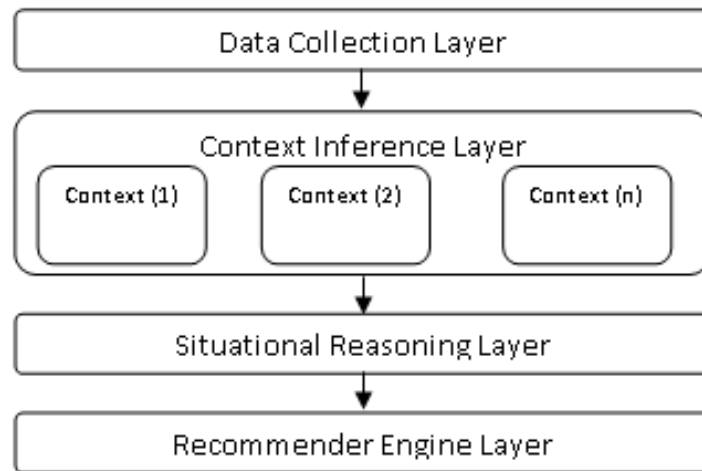 Data Collection Layer
Context Inference Layer
Context (1) Context (2) Context (n)
Situational Reasoning Layer
Recommender Engine Layer